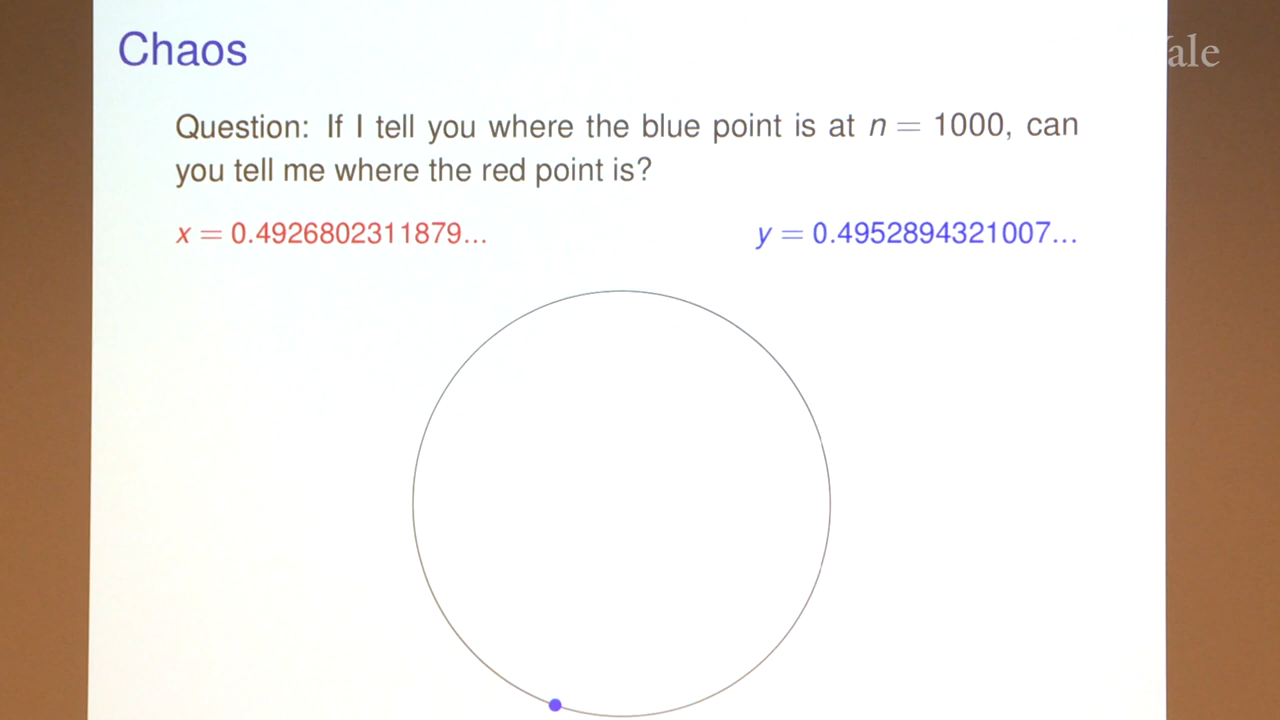 Chaos
Yale
Question: If I tell you where the blue point is at n = 1000, can
you tell me where the red point is?
x = 0.4926802311879...
y = 0.4952894321007...